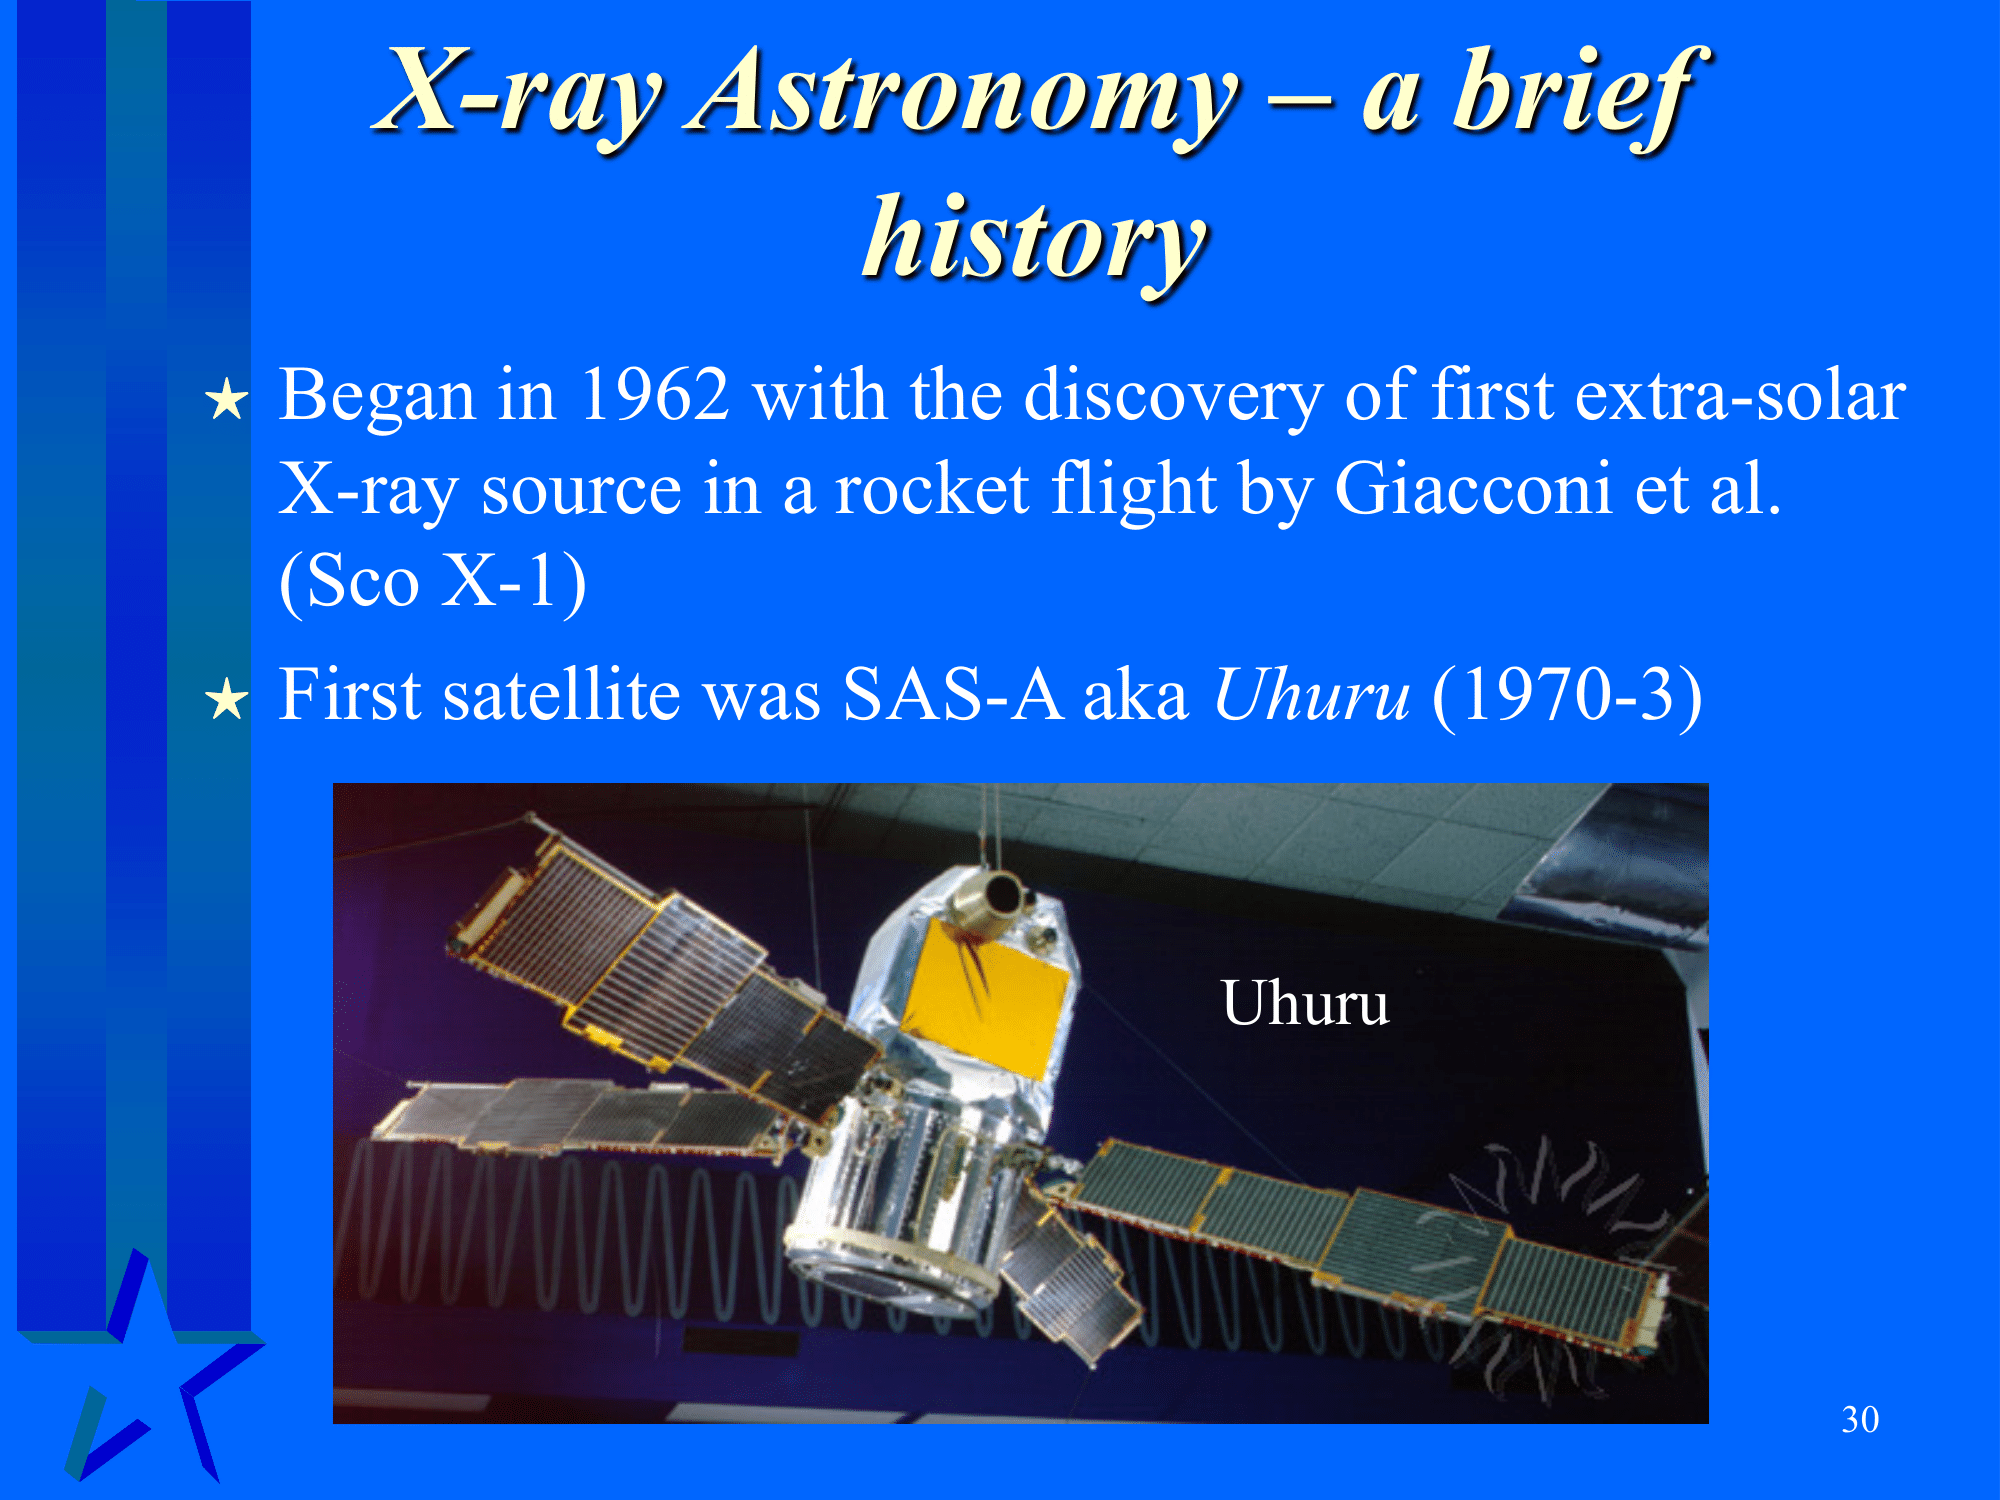 X-ray Astronomy – a brief
history
Began in 1962 with the discovery of first extra-solar
X-ray source in a rocket flight by Giacconi et al.
(Sco X-1)
First satellite was SAS-A aka Uhuru (1970-3)
Uhuru
30